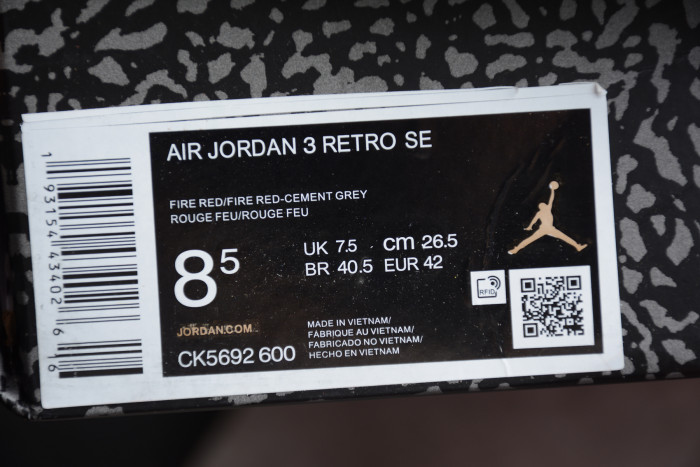 AIR JORDAN 3 RETRO SE
FIRE RED/FIRE RED-CEMENT GREY
ROUGE FEU/ROUGE FEU
8 5
UK 7.5 cm 26.5
BR 40.5 EUR 42
RFID
JORDAN.COM
CK5692 600
MADE IN VIETNAM/
FABRIQUE AU VIETNAM/
FABRICADO NO VIETNAM/
HECHO EN VIETNAM
1 93154 43402 6 16